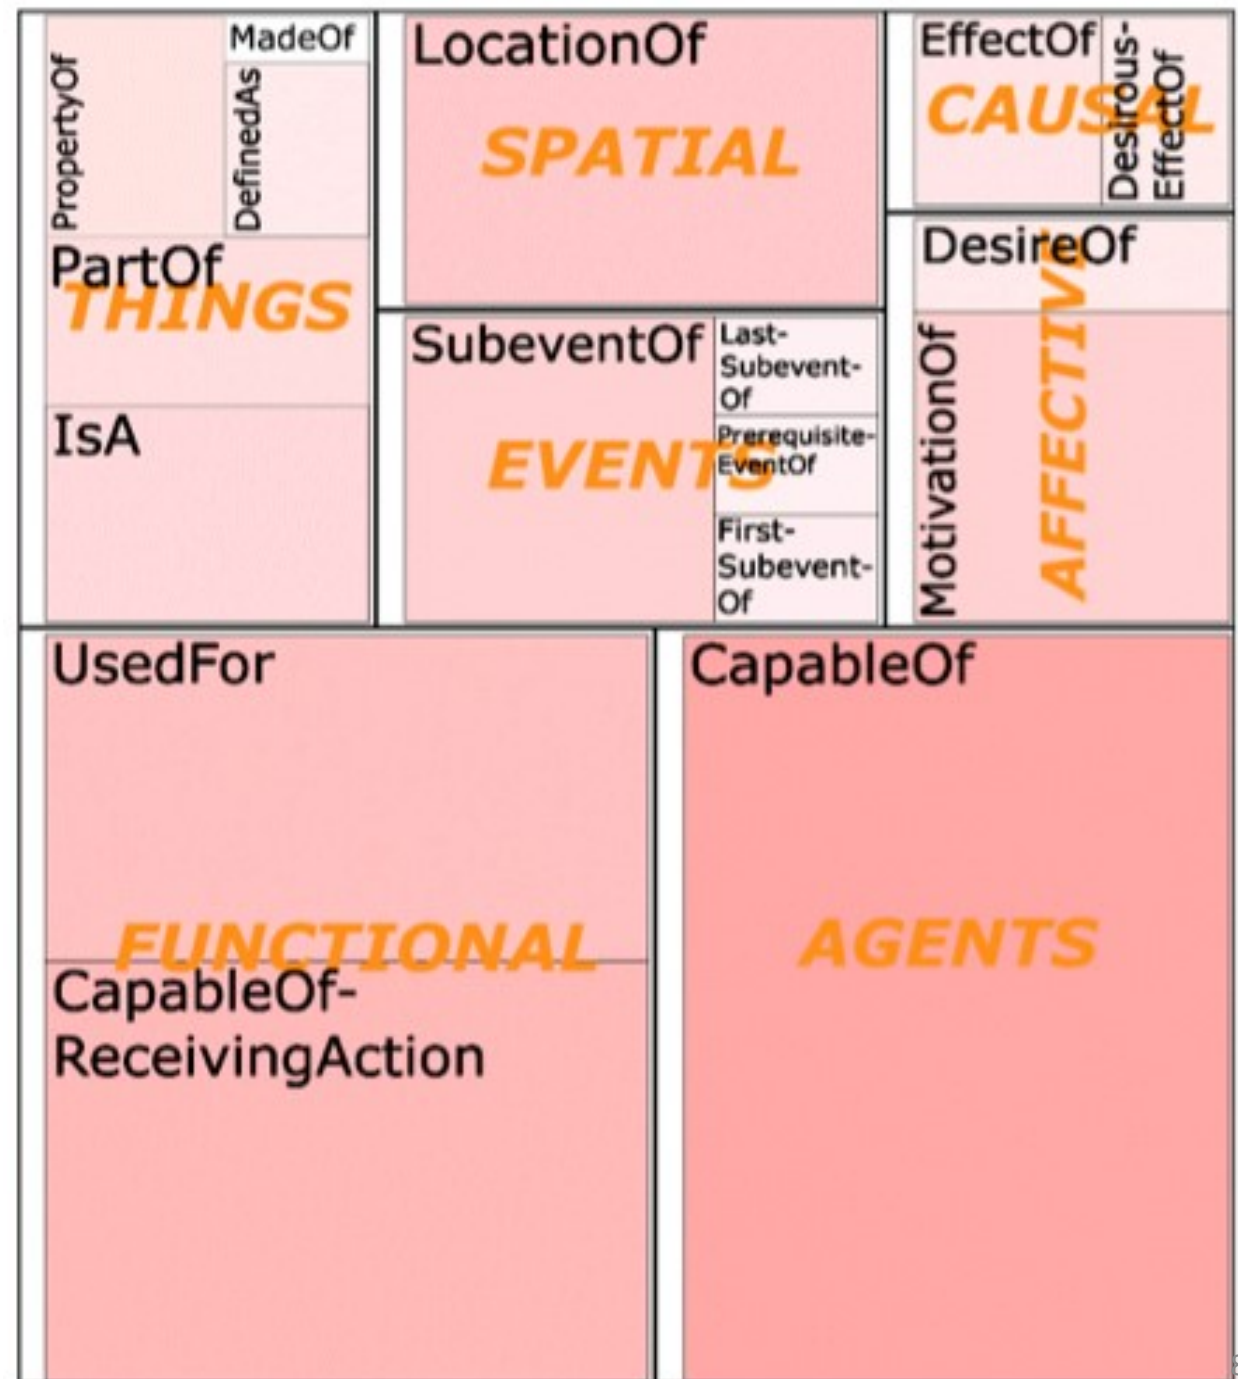 PropertyOf
MadeOf
DefinedAs
PartOf
THINGS
IsA
LocationOf
SPATIAL
SubeventOf
EVENTS
Last-
Subevent-
Of
Prerequisite-
EventOf
First-
Subevent-
Of
EffectOf
CAUSAL
Desirous-
EffectOf
DesireOf
MotivationOf
AFFECTIVE
UsedFor
FUNCTIONAL
CapableOf-
ReceivingAction
CapableOf
AGENTS